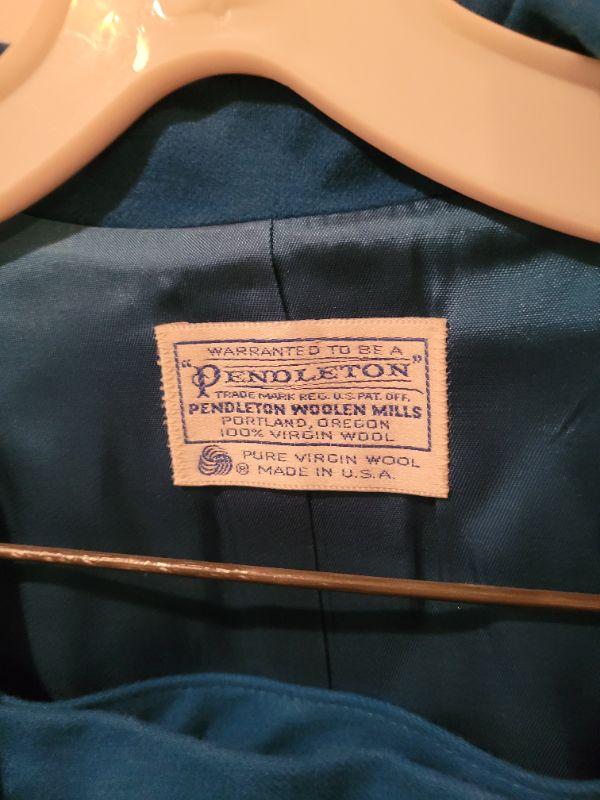 WARRANTED TO BE A
"PENDLETON"
TRADE MARK REG. U.S. PAT. OFF.
PENDLETON WOOLEN MILLS
PORTLAND, OREGON
100% VIRGIN WOOL
PURE VIRGIN WOOL
® MADE IN U.S.A.